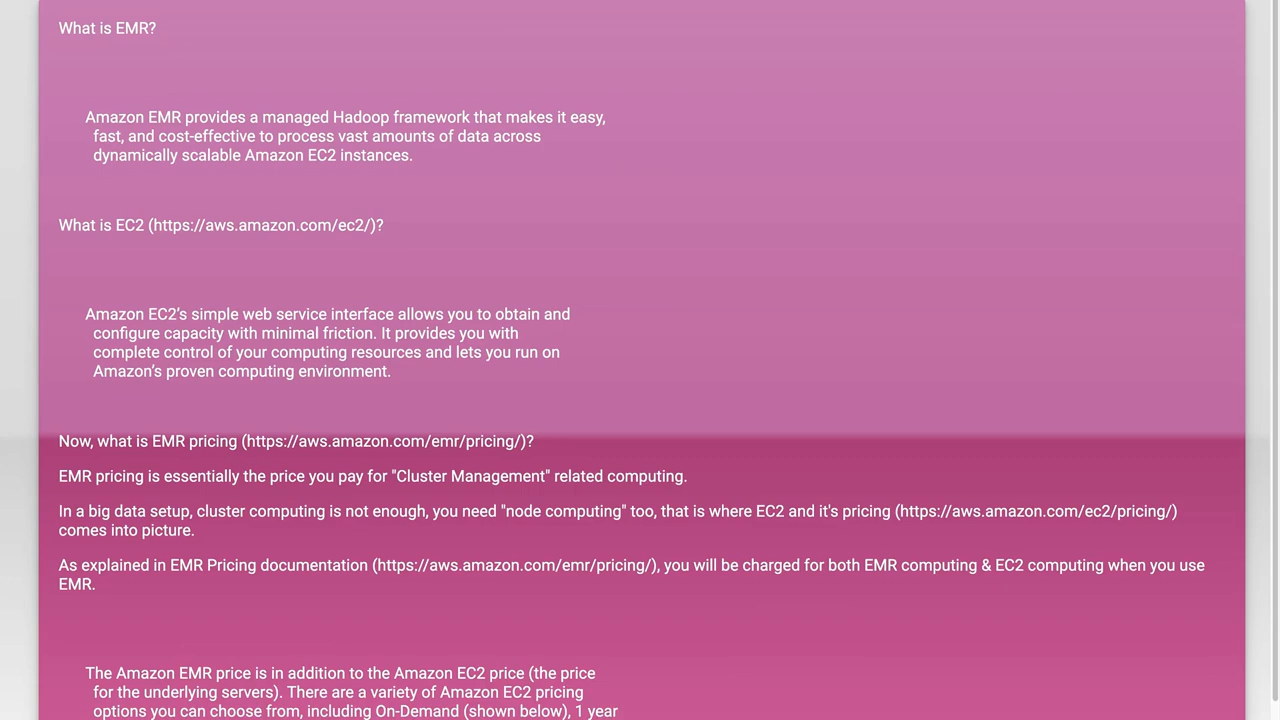 What is EMR?
Amazon EMR provides a managed Hadoop framework that makes it easy,
fast, and cost-effective to process vast amounts of data across
dynamically scalable Amazon EC2 instances.
What is EC2 (https://aws.amazon.com/ec2/)?
Amazon EC2’s simple web service interface allows you to obtain and
configure capacity with minimal friction. It provides you with
complete control of your computing resources and lets you run on
Amazon’s proven computing environment.
Now, what is EMR pricing (https://aws.amazon.com/emr/pricing/)?
EMR pricing is essentially the price you pay for "Cluster Management" related computing.
In a big data setup, cluster computing is not enough, you need "node computing" too, that is where EC2 and it's pricing (https://aws.amazon.com/ec2/pricing/)
comes into picture.
As explained in EMR Pricing documentation (https://aws.amazon.com/emr/pricing/), you will be charged for both EMR computing & EC2 computing when you use
EMR.
The Amazon EMR price is in addition to the Amazon EC2 price (the price
for the underlying servers). There are a variety of Amazon EC2 pricing
options you can choose from, including On-Demand (shown below), 1 year